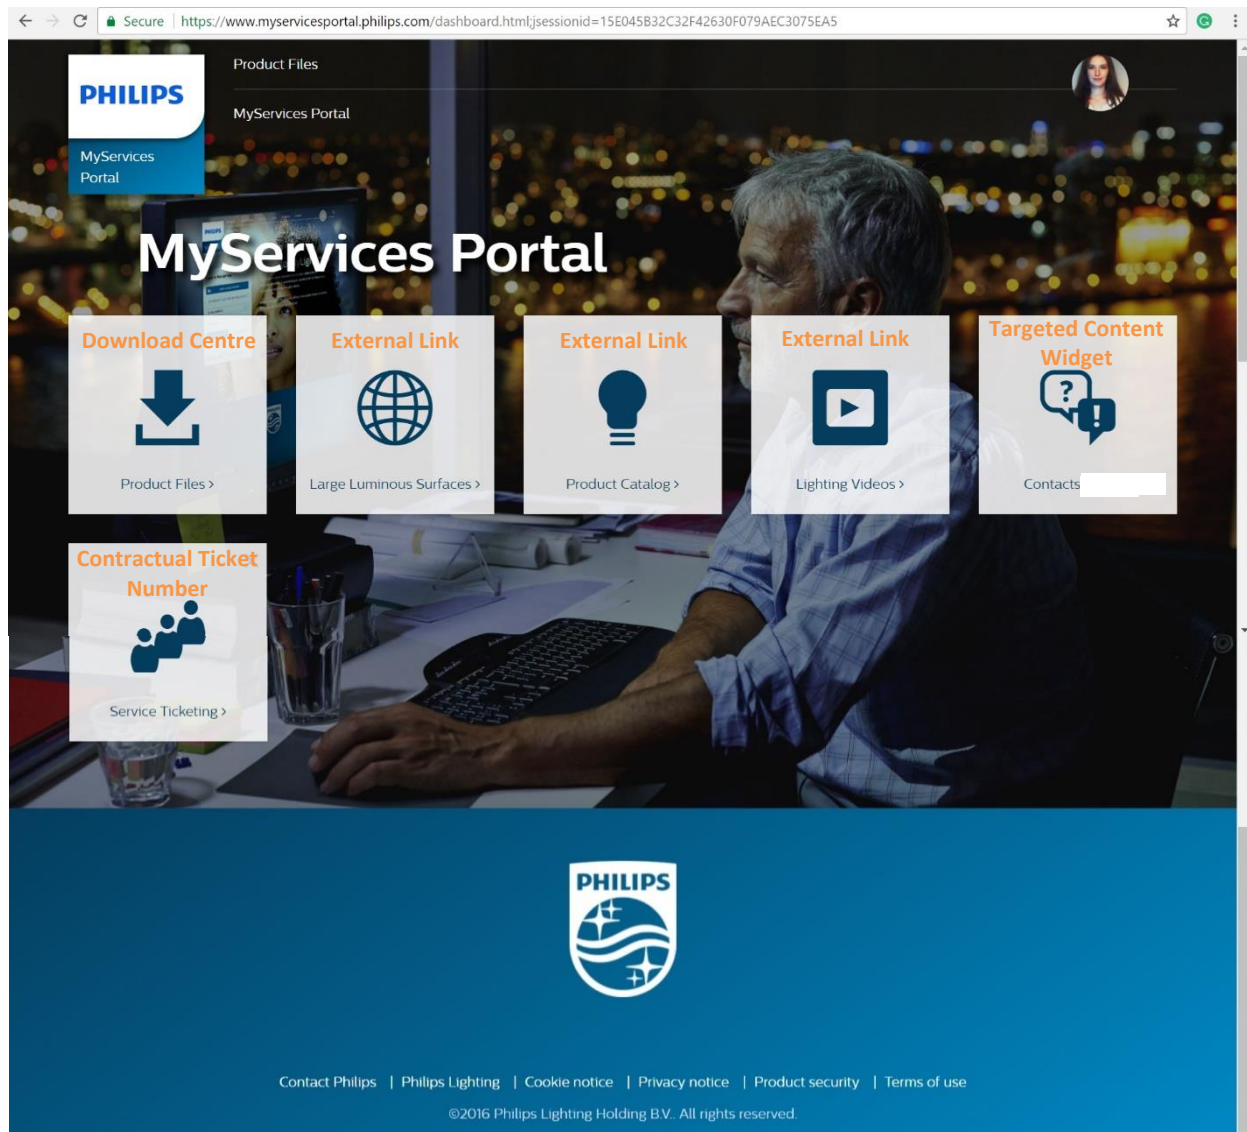 Secure https://www.myservicesportal.philips.com/dashboard.html;jsessionid=15E045B32C32F42630F079AEC3075EA5
PHILIPS
MyServices
Portal
Product Files
MyServices Portal
MyServices Portal
Download Centre
Product Files >
External Link
Large Luminous Surfaces >
External Link
Product Catalog >
External Link
Lighting Videos >
Targeted Content
Widget
? !
Contacts
Contractual Ticket
Number
Service Ticketing >
PHILIPS
Contact Philips | Philips Lighting | Cookie notice | Privacy notice | Product security | Terms of use
©2016 Philips Lighting Holding B.V.. All rights reserved.